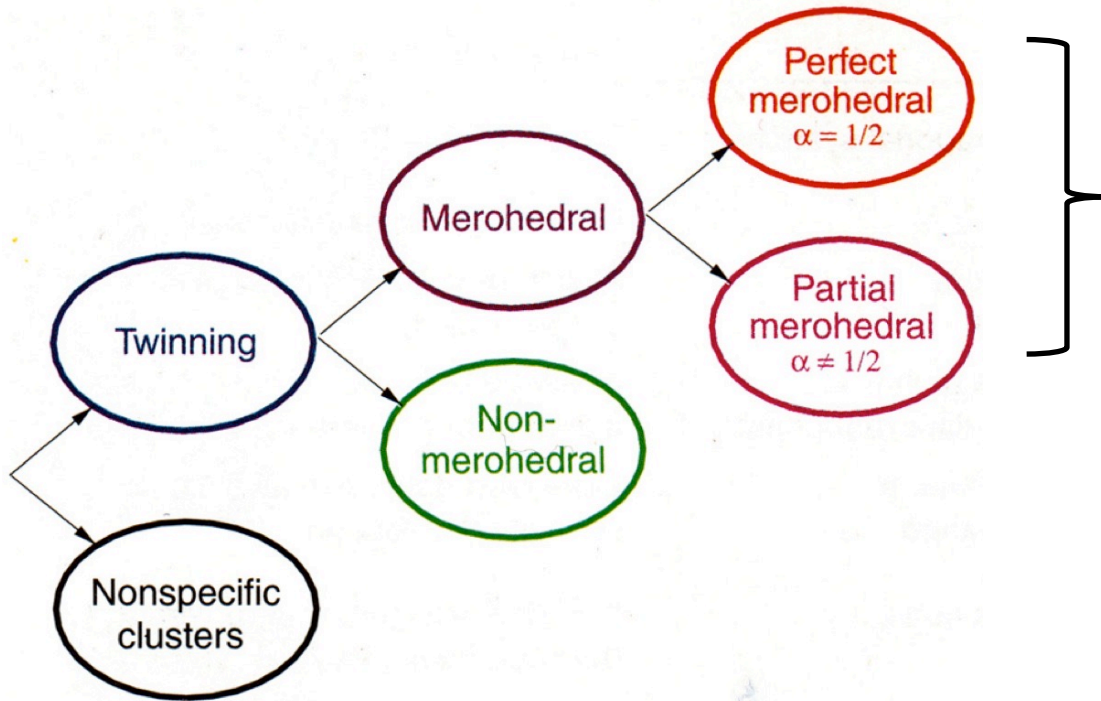 Perfect
merohedral
α = 1/2
Merohedral
Partial
merohedral
α ≠ 1/2
Twinning
Non-
merohedral
Nonspecific
clusters